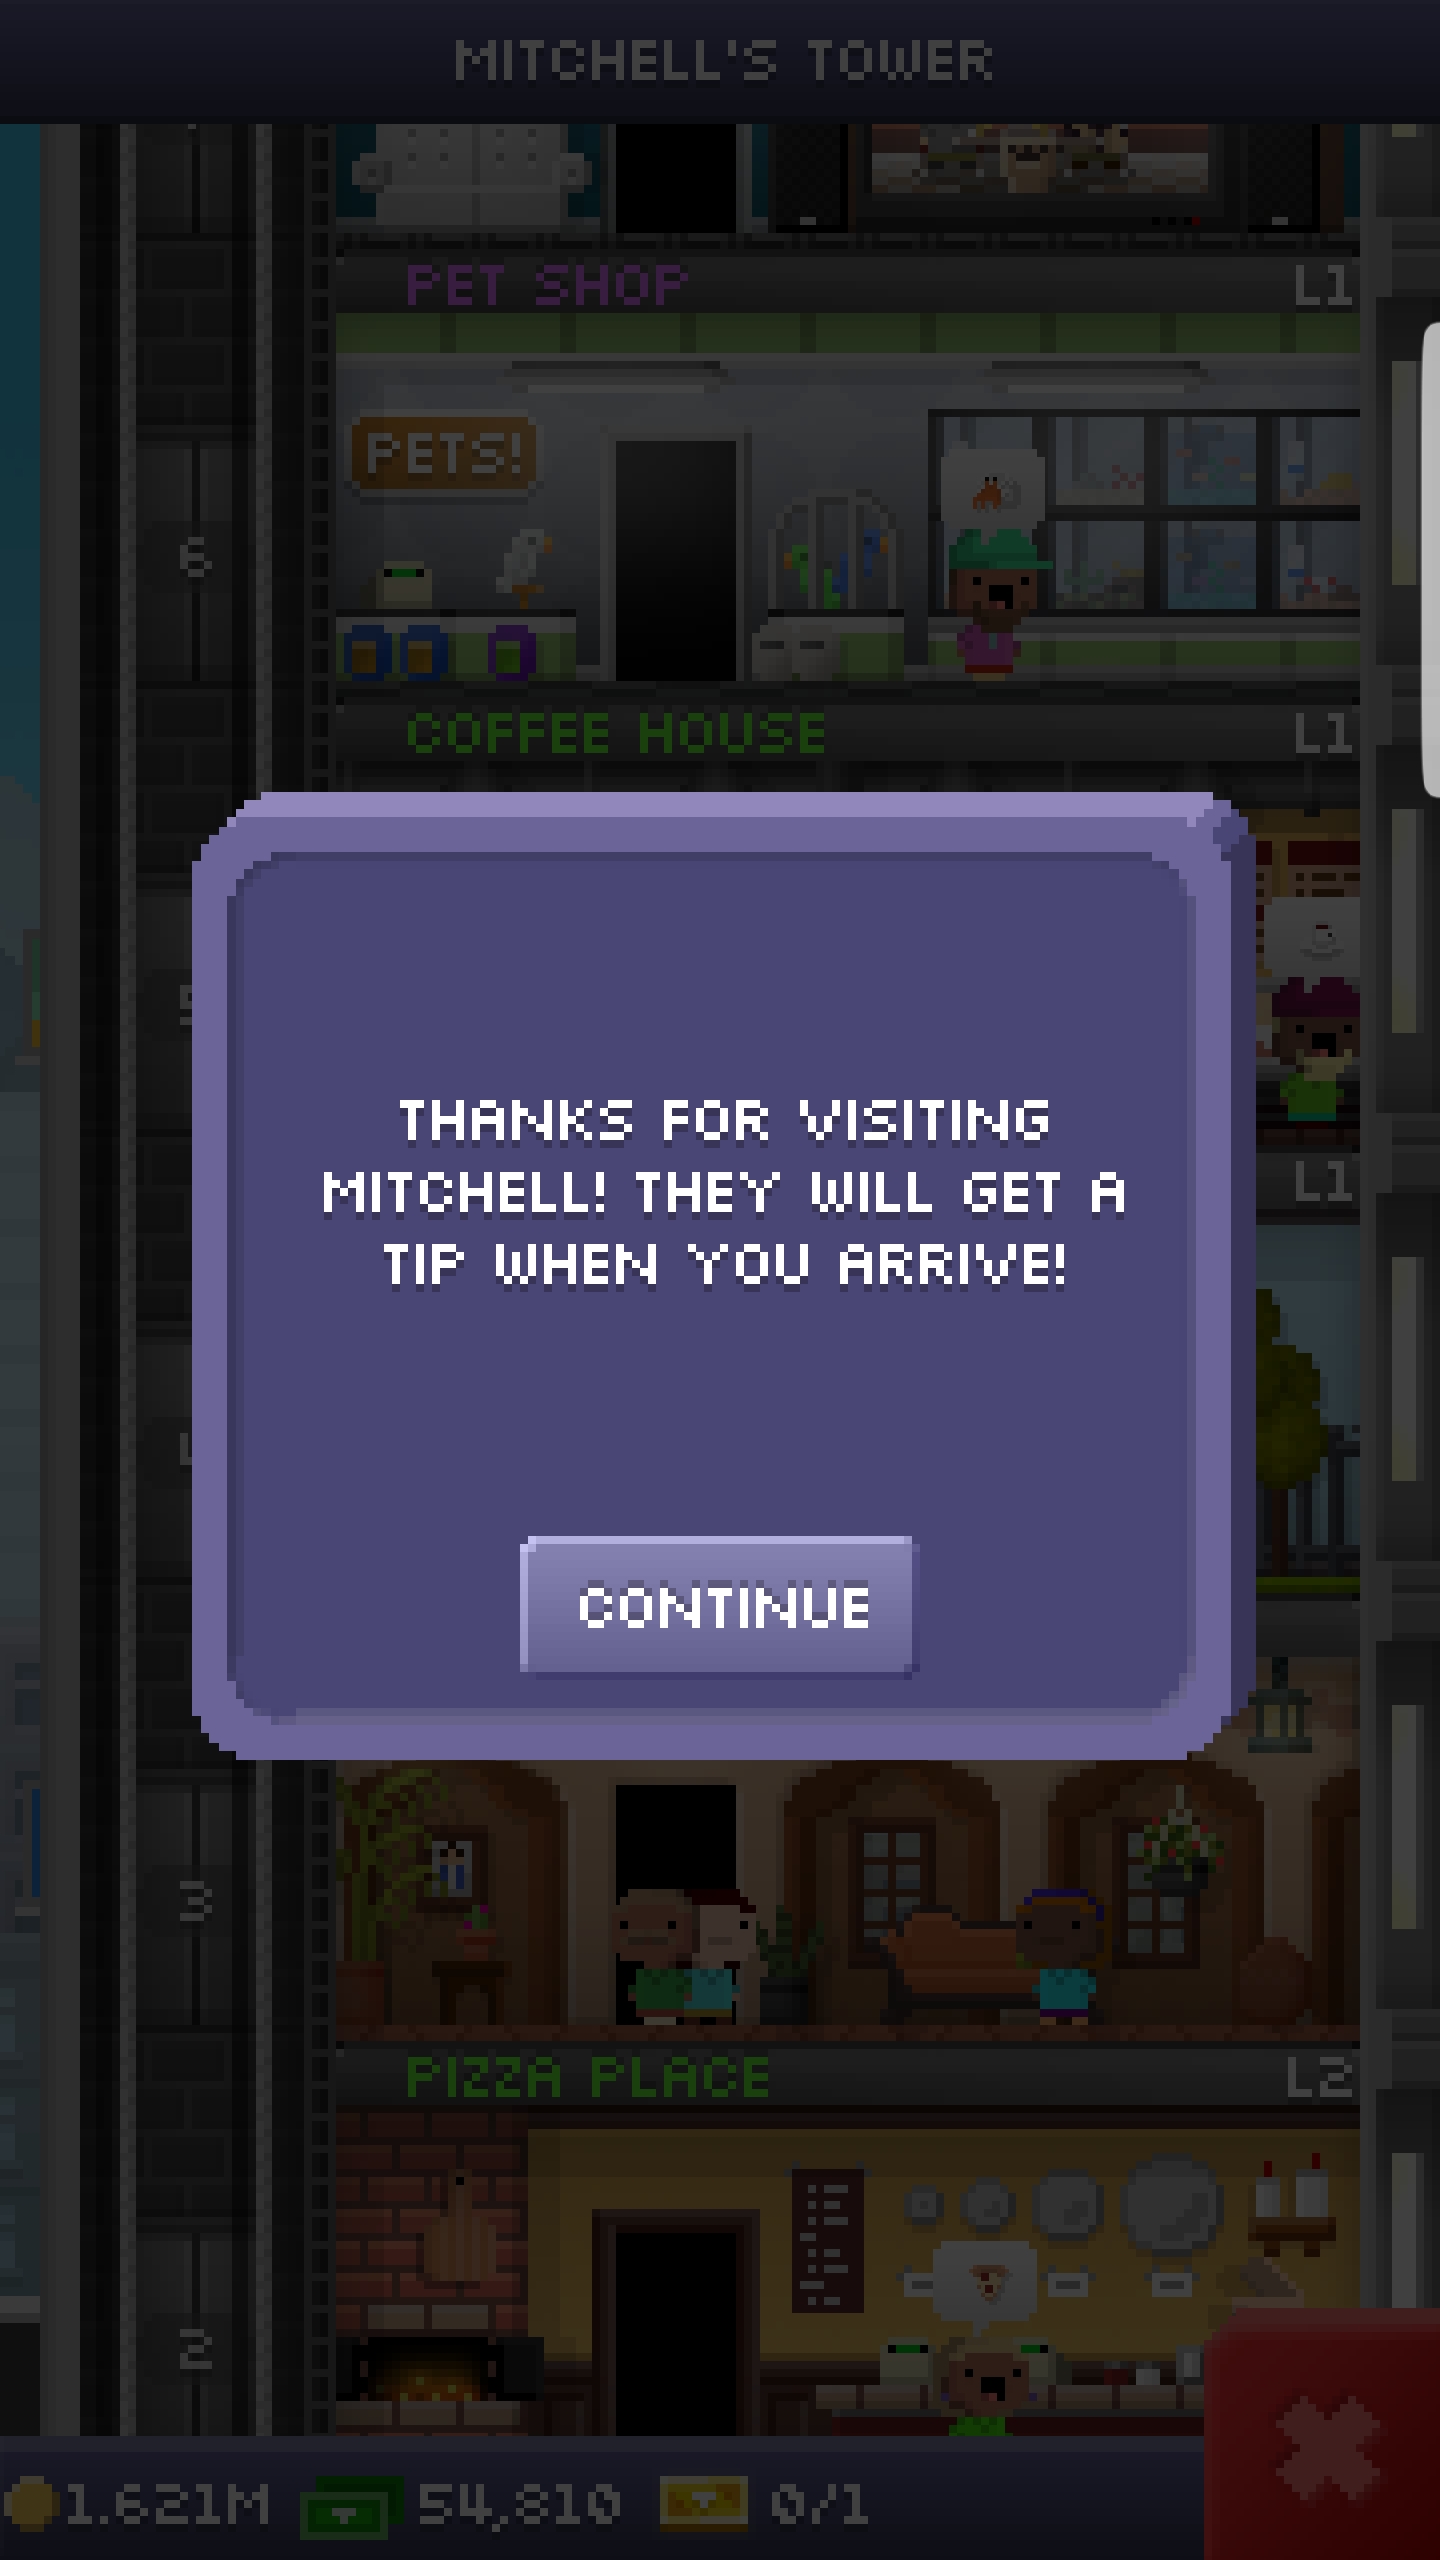 MITCHELL'S TOWER
PET SHOP L1
PETS!
6
COFFEE HOUSE L1
THANKS FOR VISITING
MITCHELL! THEY WILL GET A
TIP WHEN YOU ARRIVE!
L1
CONTINUE
3
PIZZA PLACE L2
2
1.621M 54,810 0/1